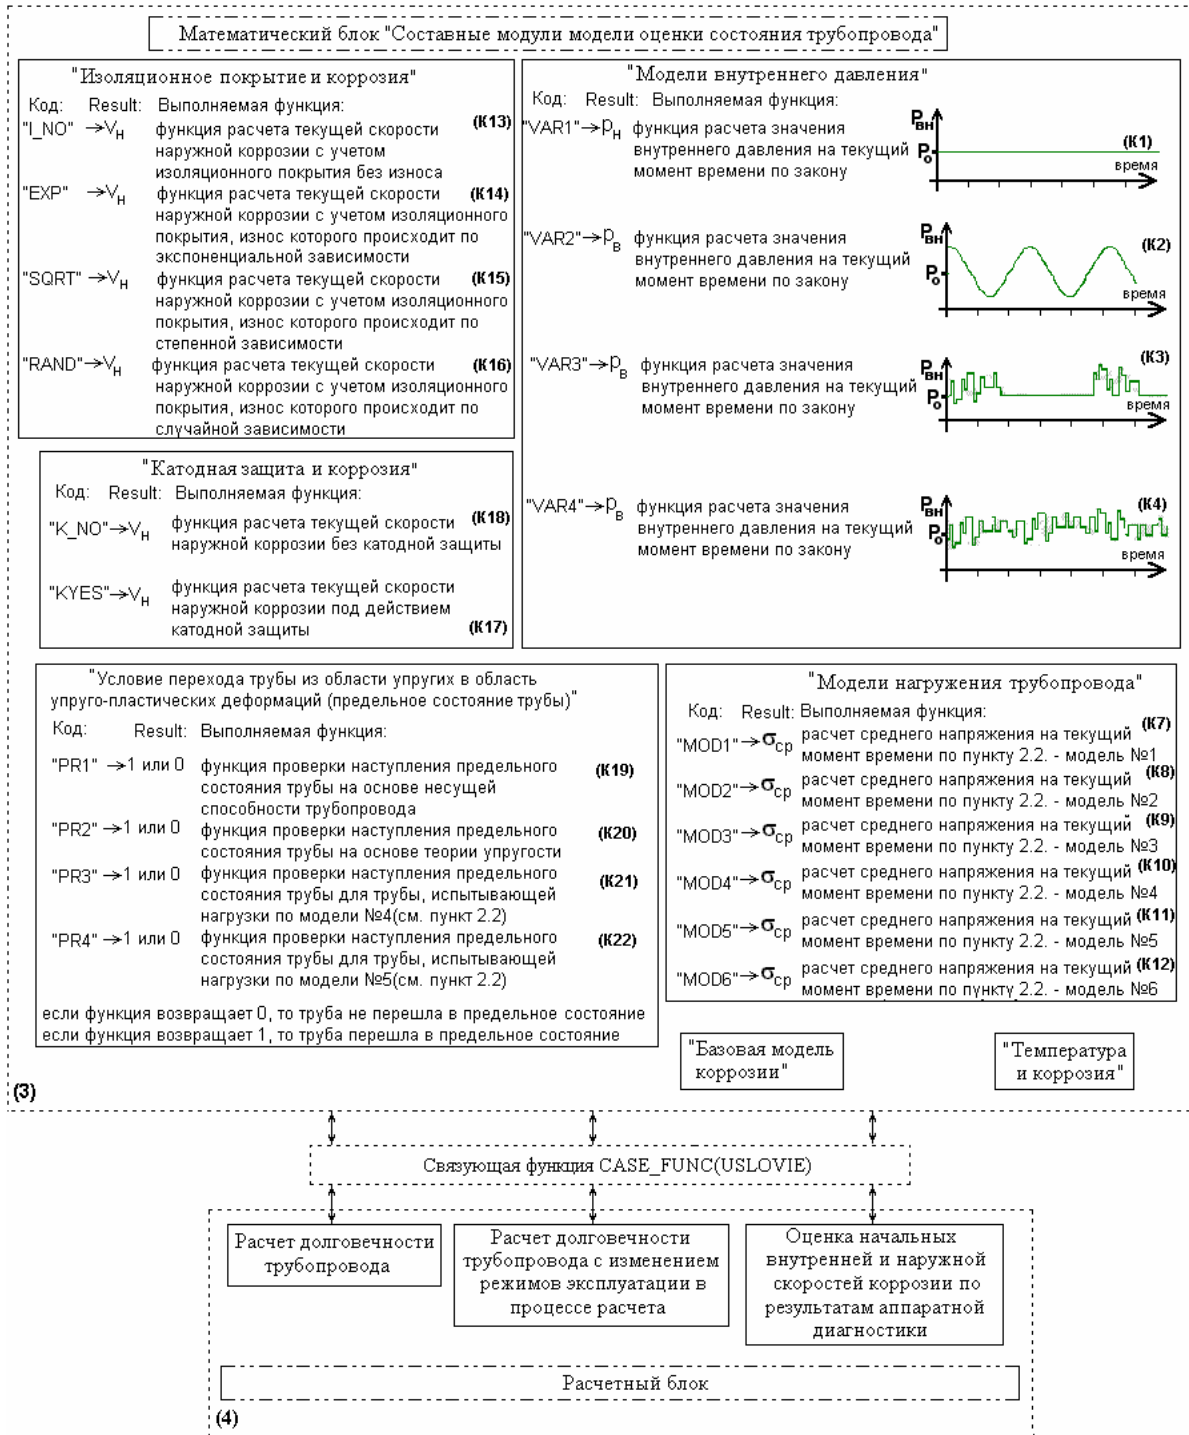 Математический блок "Составные модули модели оценки состояния трубопровода"
"Изоляционное покрытие и коррозия"
Код: Result: Выполняемая функция:
"I_NO" →VН функция расчета текущей скорости (К13)
наружной коррозии с учетом
изоляционного покрытия без износа
"EXP" →VН функция расчета текущей скорости (К14)
наружной коррозии с учетом изоляционного
покрытия, износ которого происходит по
экспоненциальной зависимости
"SQRT" →VН функция расчета текущей скорости (К15)
наружной коррозии с учетом изоляционного
покрытия, износ которого происходит по
степенной зависимости
"RAND" →VН функция расчета текущей скорости (К16)
наружной коррозии с учетом изоляционного
покрытия, износ которого происходит по
случайной зависимости
"Модели внутреннего давления"
Код: Result: Выполняемая функция:
"VAR1"→pН функция расчета значения
внутреннего давления на текущий
момент времени по закону
PВН
PО
(К1)
время
"VAR2"→pВ функция расчета значения
внутреннего давления на текущий
момент времени по закону
PВН
PО
(К2)
время
"VAR3"→pВ функция расчета значения
внутреннего давления на текущий
момент времени по закону
PВН
PО
(К3)
время
"VAR4"→pВ функция расчета значения
внутреннего давления на текущий
момент времени по закону
PВН
PО
(К4)
время
"Катодная защита и коррозия"
Код: Result: Выполняемая функция:
"K_NO"→VН функция расчета текущей скорости (К18)
наружной коррозии без катодной защиты
"KYES"→VН функция расчета текущей скорости
наружной коррозии под действием
катодной защиты (К17)
"Условие перехода трубы из области упругих в область
упруго-пластических деформаций (предельное состояние трубы)"
Код: Result: Выполняемая функция:
"PR1" →1 или 0 функция проверки наступления предельного (К19)
состояния трубы на основе несущей
способности трубопровода
"PR2" →1 или 0 функция проверки наступления предельного (К20)
состояния трубы на основе теории упругости
"PR3" →1 или 0 функция проверки наступления предельного (К21)
состояния трубы для трубы, испытывающей
нагрузки по модели №4(см. пункт 2.2)
"PR4" →1 или 0 функция проверки наступления предельного (К22)
состояния трубы для трубы, испытывающей
нагрузки по модели №5(см. пункт 2.2)
если функция возвращает 0, то труба не перешла в предельное состояние
если функция возвращает 1, то труба перешла в предельное состояние
"Модели нагружения трубопровода"
Код: Result: Выполняемая функция:
"MOD1"→σср расчет среднего напряжения на текущий (К7)
момент времени по пункту 2.2. - модель №1
"MOD2"→σср расчет среднего напряжения на текущий (К8)
момент времени по пункту 2.2. - модель №2
"MOD3"→σср расчет среднего напряжения на текущий (К9)
момент времени по пункту 2.2. - модель №3
"MOD4"→σср расчет среднего напряжения на текущий (К10)
момент времени по пункту 2.2. - модель №4
"MOD5"→σср расчет среднего напряжения на текущий (К11)
момент времени по пункту 2.2. - модель №5
"MOD6"→σср расчет среднего напряжения на текущий (К12)
момент времени по пункту 2.2. - модель №6
"Базовая модель
коррозии"
"Температура
и коррозия"
(3)
Связующая функция CASE_FUNC(USLOVIE)
Расчет долговечности
трубопровода
Расчет долговечности
трубопровода с изменением
режимов эксплуатации в
процессе расчета
Оценка начальных
внутренней и наружной
скоростей коррозии по
результатам аппаратной
диагностики
Расчетный блок
(4)